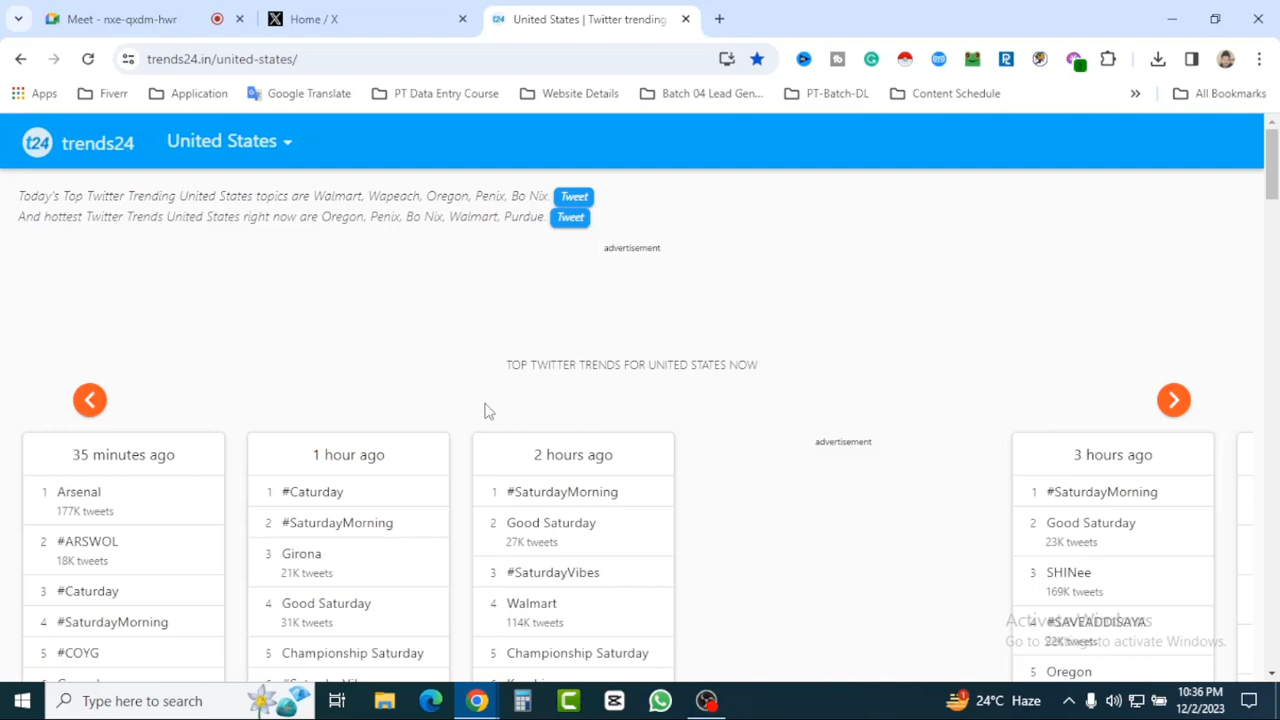 Meet - nxe-qxdm-hwr
Home / X
United States | Twitter trending
trends24.in/united-states/
Apps
Fiverr
Application
Google Translate
PT Data Entry Course
Website Details
Batch 04 Lead Gen...
PT-Batch-DL
Content Schedule
All Bookmarks
t24 trends24 United States
Today's Top Twitter Trending United States topics are Walmart, Wapeach, Oregon, Penix, Bo Nix. Tweet
And hottest Twitter Trends United States right now are Oregon, Penix, Bo Nix, Walmart, Purdue. Tweet
advertisement
TOP TWITTER TRENDS FOR UNITED STATES NOW
35 minutes ago
1 Arsenal
177K tweets
2 #ARSWOL
18K tweets
3 #Caturday
4 #SaturdayMorning
5 #COYG
1 hour ago
1 #Caturday
2 #SaturdayMorning
3 Girona
21K tweets
4 Good Saturday
31K tweets
5 Championship Saturday
2 hours ago
1 #SaturdayMorning
2 Good Saturday
27K tweets
3 #SaturdayVibes
4 Walmart
114K tweets
5 Championship Saturday
advertisement
3 hours ago
1 #SaturdayMorning
2 Good Saturday
23K tweets
3 SHINee
169K tweets
4 #SAVEADDISAYA
22K tweets
5 Oregon
Activate Windows
Go to Settings to activate Windows.
Type here to search
1
24°C Haze
10:36 PM
12/2/2023